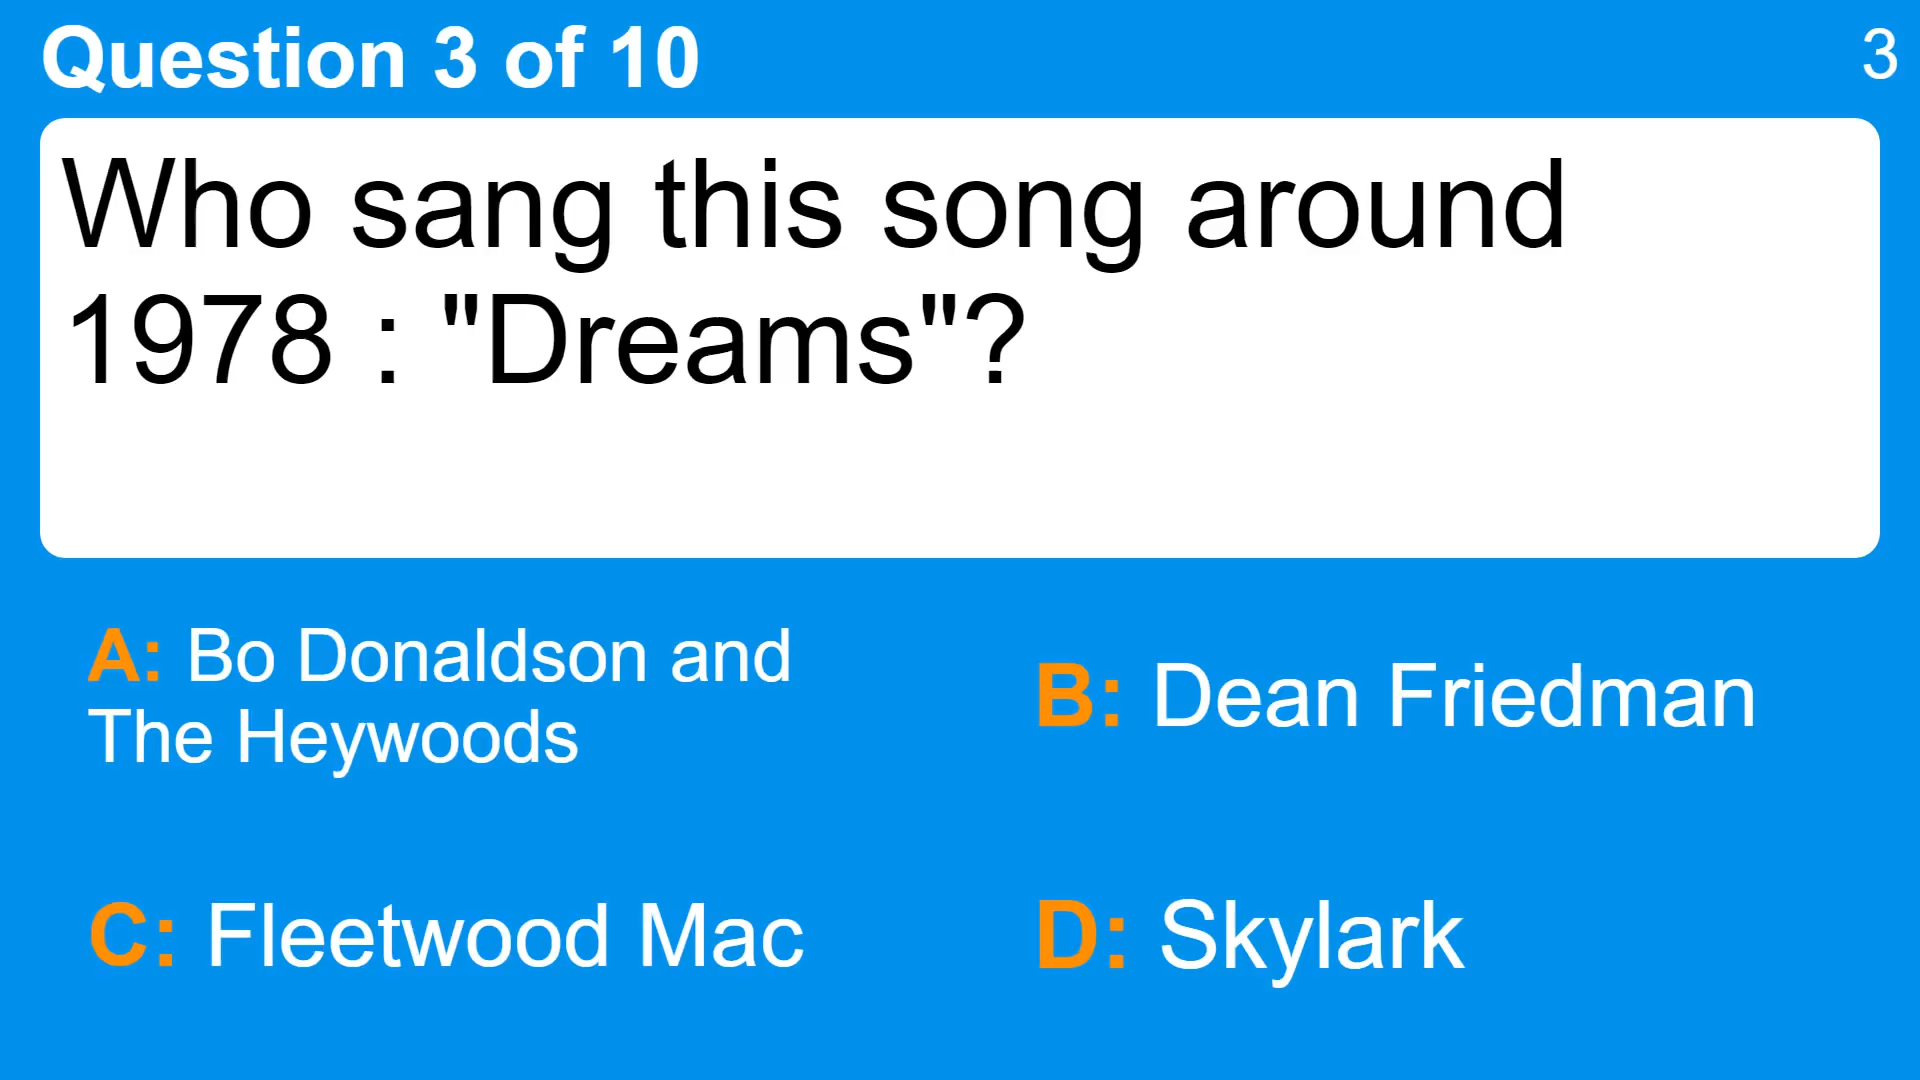 Question 3 of 10
3
Who sang this song around
1978 : "Dreams"?
A: Bo Donaldson and
The Heywoods
B: Dean Friedman
C: Fleetwood Mac
D: Skylark